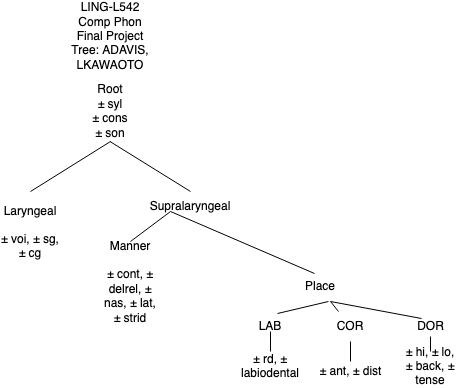 LING-L542
Comp Phon
Final Project
Tree: ADAVIS,
LKAWAOTO
Root
± syl
± cons
± son
Laryngeal
± voi, ± sg,
± cg
Supralaryngeal
Manner
± cont, ±
delrel, ±
nas, ± lat,
± strid
Place
LAB
± rd, ±
labiodental
COR
± ant, ± dist
DOR
± hi, ± lo,
± back, ±
tense